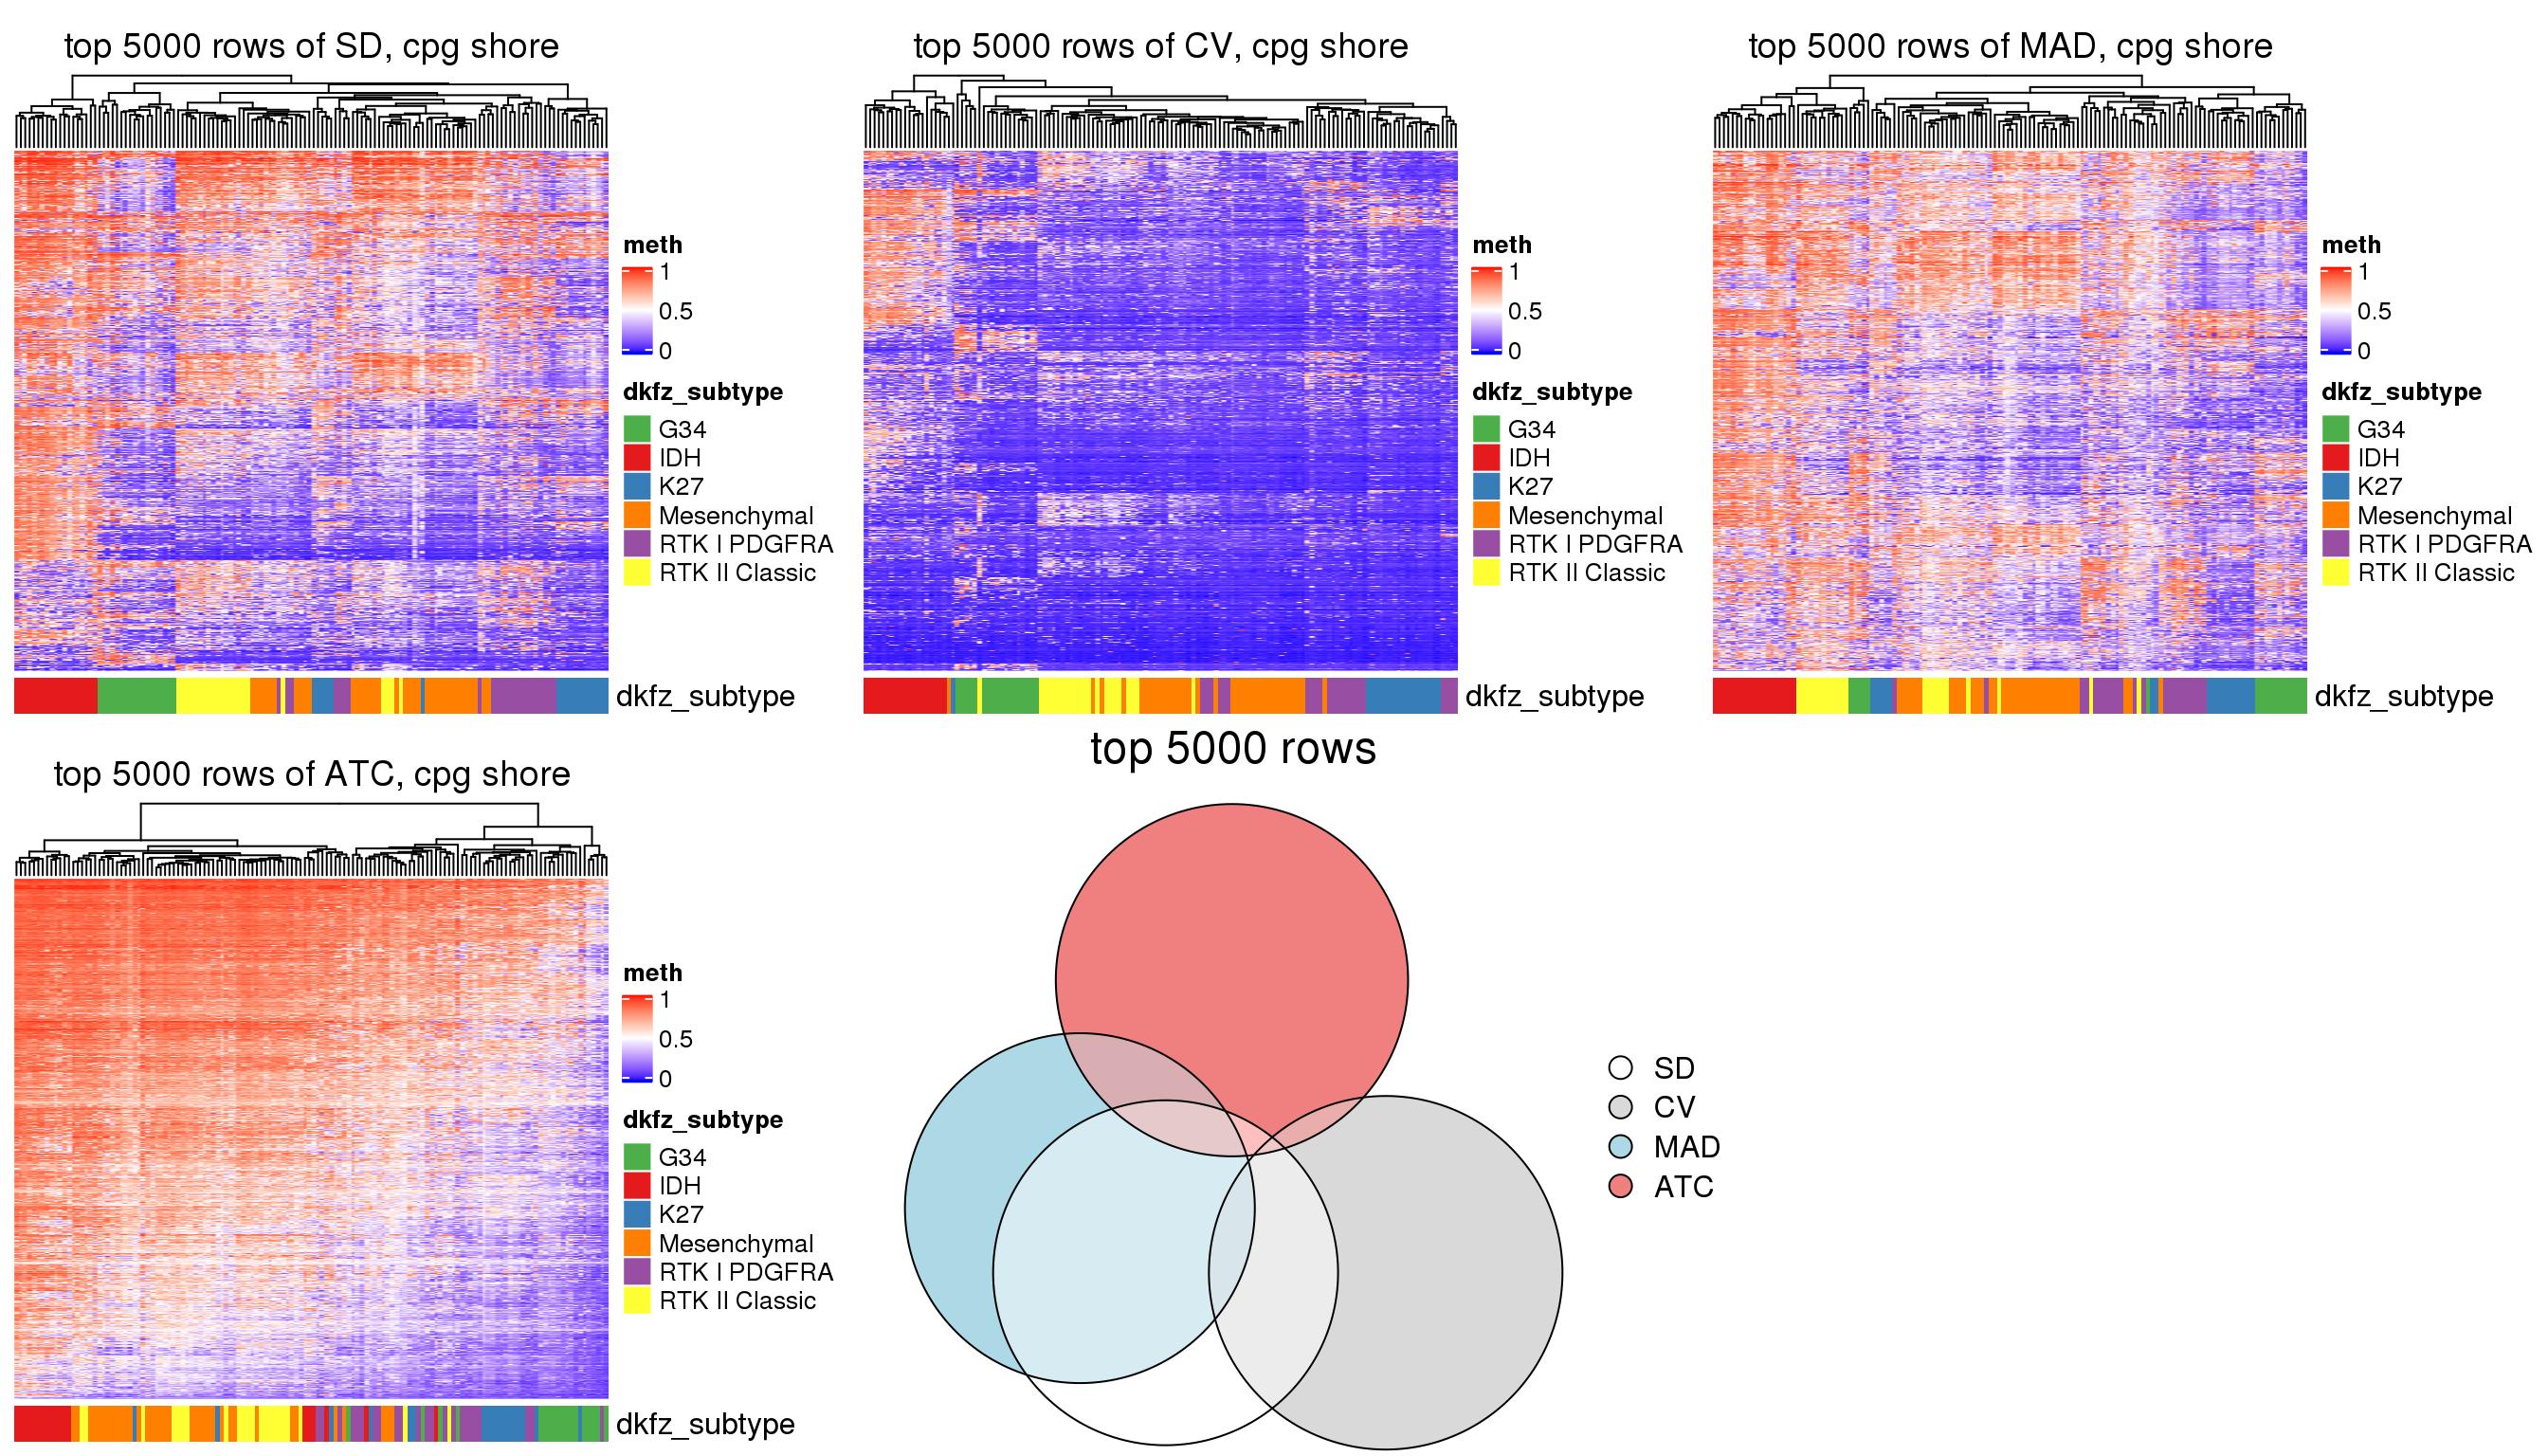 top 5000 rows of SD, cpg shore
meth
1
0.5
0
dkfz_subtype
G34
IDH
K27
Mesenchymal
RTK I PDGFRA
RTK II Classic
dkfz_subtype
top 5000 rows of CV, cpg shore
meth
1
0.5
0
dkfz_subtype
G34
IDH
K27
Mesenchymal
RTK I PDGFRA
RTK II Classic
dkfz_subtype
top 5000 rows of MAD, cpg shore
meth
1
0.5
0
dkfz_subtype
G34
IDH
K27
Mesenchymal
RTK I PDGFRA
RTK II Classic
dkfz_subtype
top 5000 rows of ATC, cpg shore
meth
1
0.5
0
dkfz_subtype
G34
IDH
K27
Mesenchymal
RTK I PDGFRA
RTK II Classic
dkfz_subtype
top 5000 rows
SD
CV
MAD
ATC